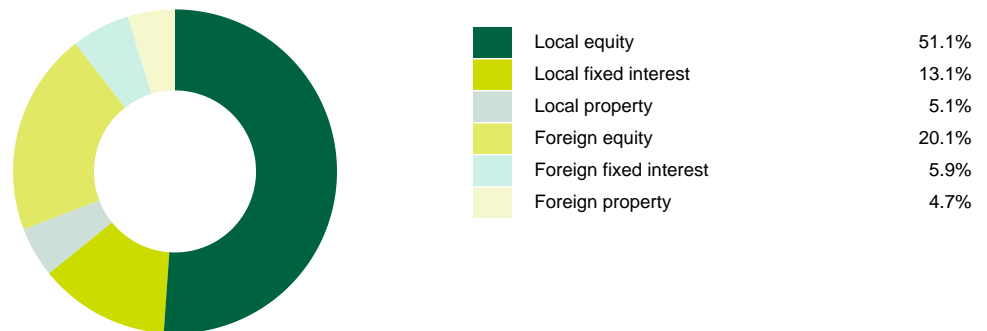 Local equity 51.1%
Local fixed interest 13.1%
Local property 5.1%
Foreign equity 20.1%
Foreign fixed interest 5.9%
Foreign property 4.7%